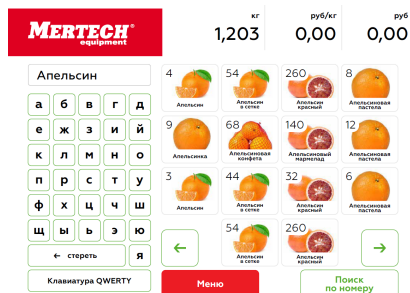 MERTECH®
equipment
кг
руб/кг
руб
1,203
0,00
0,00
Апельсин
а б в г д
е ж з и й
к л м н о
п р с т у
ф х ц ч ш
щ ы ь э ю
← стереть
я
Клавиатура QWERTY
4
Апельсин
54
Апельсин
в сетке
260
Апельсин
красный
8
Апельсиновая
пастела
9
Апельсинка
68
Апельсиновая
конфета
140
Апельсиновый
мармелад
12
Апельсиновая
пастела
3
Апельсин
44
Апельсин
в сетке
32
Апельсин
красный
6
Апельсиновая
пастела
←
54
Апельсин
в сетке
260
Апельсин
красный
→
Меню
Поиск
по номеру